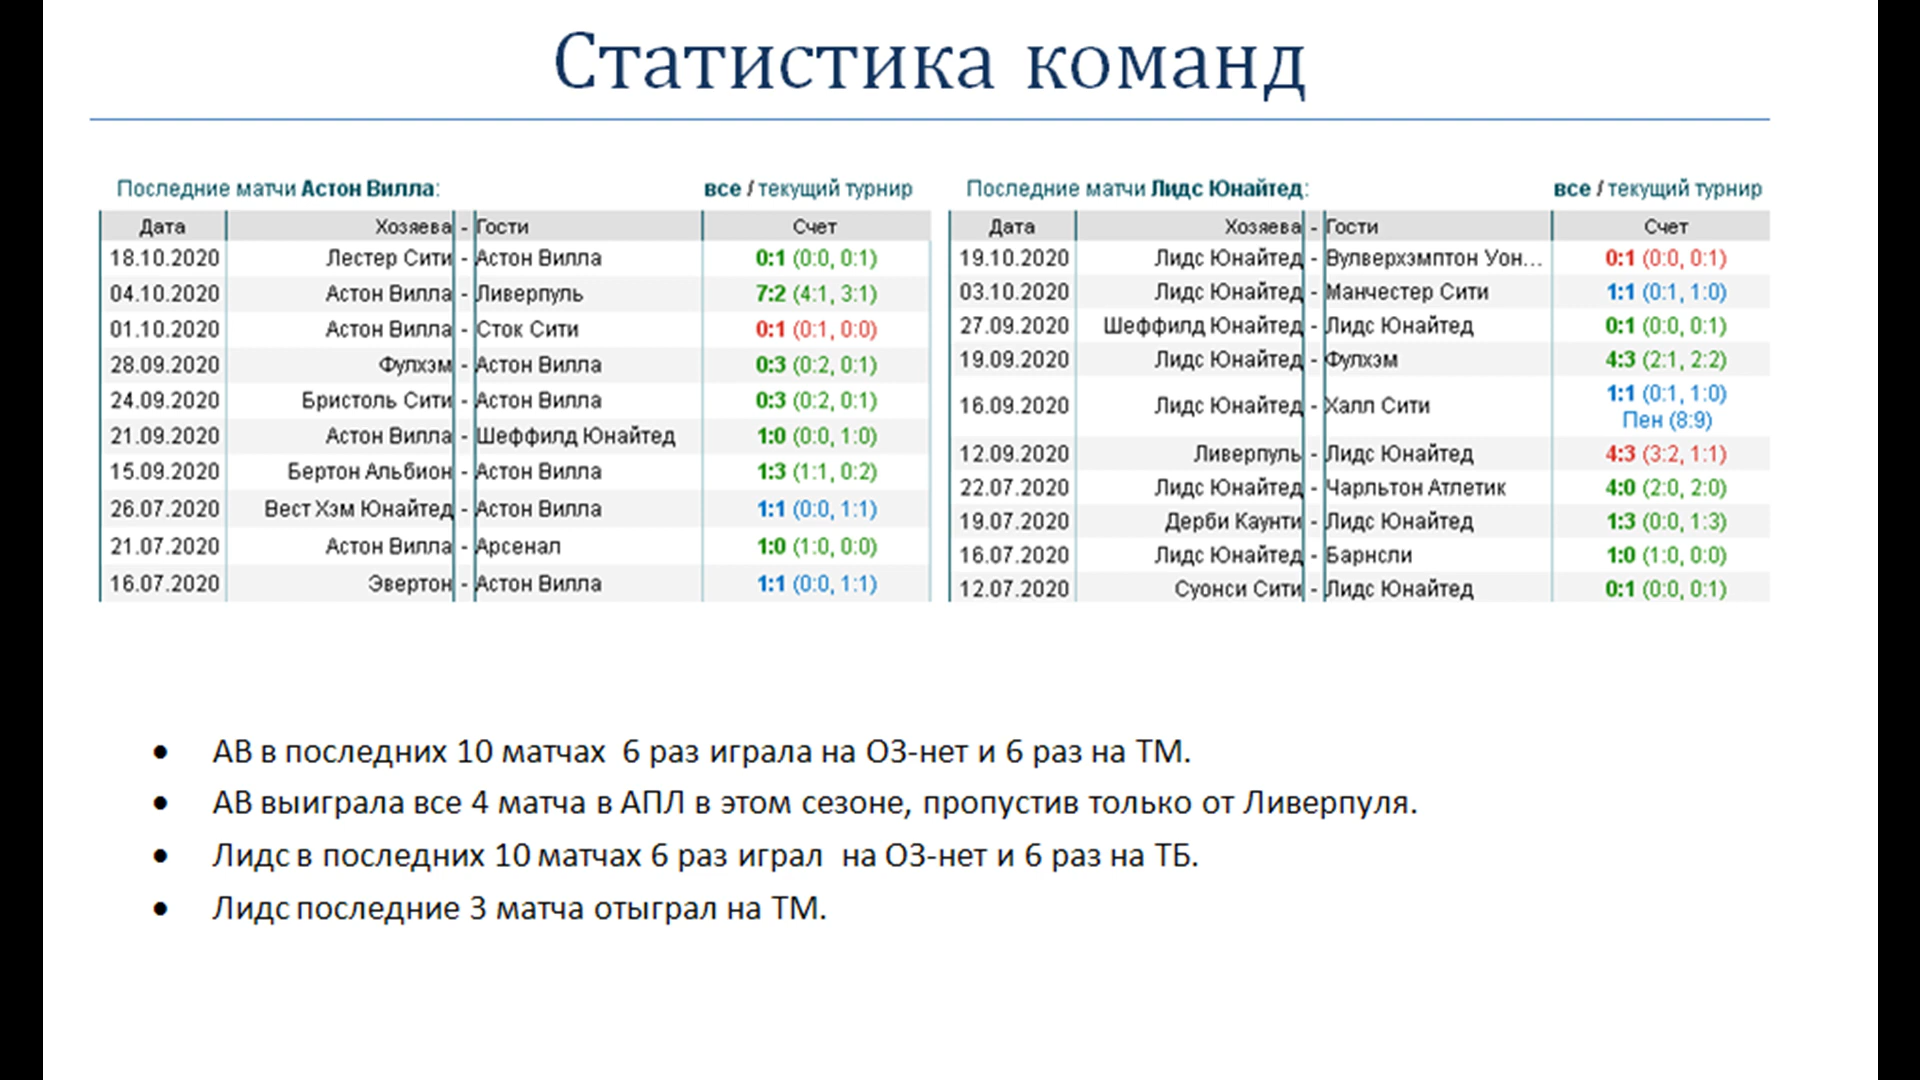 Статистика команд
Последние матчи Астон Вилла: все / текущий турнир
Дата Хозяева - Гости Счет
18.10.2020 Лестер Сити - Астон Вилла 0:1 (0:0, 0:1)
04.10.2020 Астон Вилла - Ливерпуль 7:2 (4:1, 3:1)
01.10.2020 Астон Вилла - Сток Сити 0:1 (0:1, 0:0)
28.09.2020 Фулхэм - Астон Вилла 0:3 (0:2, 0:1)
24.09.2020 Бристоль Сити - Астон Вилла 0:3 (0:2, 0:1)
21.09.2020 Астон Вилла - Шеффилд Юнайтед 1:0 (0:0, 1:0)
15.09.2020 Бертон Альбион - Астон Вилла 1:3 (1:1, 0:2)
26.07.2020 Вест Хэм Юнайтед - Астон Вилла 1:1 (0:0, 1:1)
21.07.2020 Астон Вилла - Арсенал 1:0 (1:0, 0:0)
16.07.2020 Эвертон - Астон Вилла 1:1 (0:0, 1:1)
Последние матчи Лидс Юнайтед: все / текущий турнир
Дата Хозяева - Гости Счет
19.10.2020 Лидс Юнайтед - Вулверхэмптон Уон... 0:1 (0:0, 0:1)
03.10.2020 Лидс Юнайтед - Манчестер Сити 1:1 (0:1, 1:0)
27.09.2020 Шеффилд Юнайтед - Лидс Юнайтед 0:1 (0:0, 0:1)
19.09.2020 Лидс Юнайтед - Фулхэм 4:3 (2:1, 2:2)
16.09.2020 Лидс Юнайтед - Халл Сити 1:1 (0:1, 1:0)
Пен (8:9)
12.09.2020 Ливерпуль - Лидс Юнайтед 4:3 (3:2, 1:1)
22.07.2020 Лидс Юнайтед - Чарльтон Атлетик 4:0 (2:0, 2:0)
19.07.2020 Дерби Каунти - Лидс Юнайтед 1:3 (0:0, 1:3)
16.07.2020 Лидс Юнайтед - Барнсли 1:0 (1:0, 0:0)
12.07.2020 Суонси Сити - Лидс Юнайтед 0:1 (0:0, 0:1)
• АВ в последних 10 матчах 6 раз играла на ОЗ-нет и 6 раз на ТМ.
• АВ выиграла все 4 матча в АПЛ в этом сезоне, пропустив только от Ливерпуля.
• Лидс в последних 10 матчах 6 раз играл на ОЗ-нет и 6 раз на ТБ.
• Лидс последние 3 матча отыграл на ТМ.